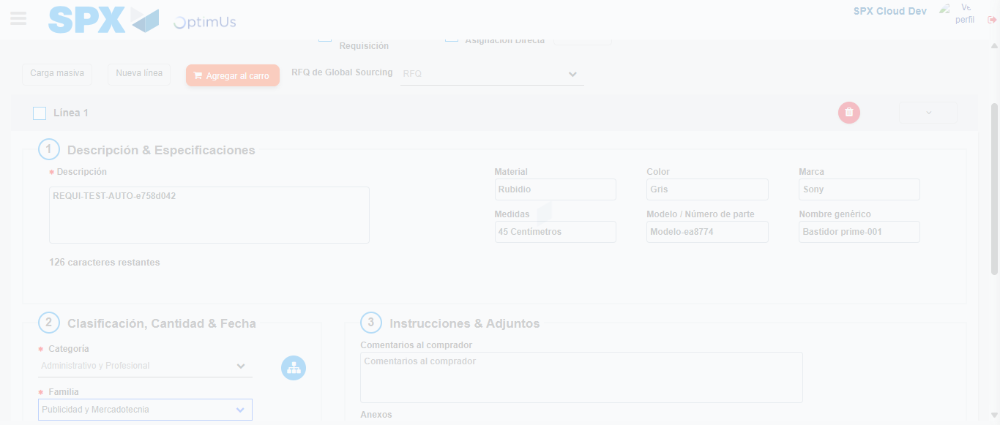 SPX
OptimUs
SPX Cloud Dev
Ve
perfil
Requisición
Asignación Directa
Carga masiva
Nueva línea
Agregar al carro
RFQ de Global Sourcing
RFQ
Línea 1
1
Descripción & Especificaciones
* Descripción
REQUI-TEST-AUTO-e758d042
126 caracteres restantes
Material
Rubidio
Color
Gris
Marca
Sony
Medidas
45 Centímetros
Modelo / Número de parte
Modelo-ea8774
Nombre genérico
Bastidor prime-001
2
Clasificación, Cantidad & Fecha
* Categoría
Administrativo y Profesional
* Familia
Publicidad y Mercadotecnia
3
Instrucciones & Adjuntos
Comentarios al comprador
Comentarios al comprador
Anexos